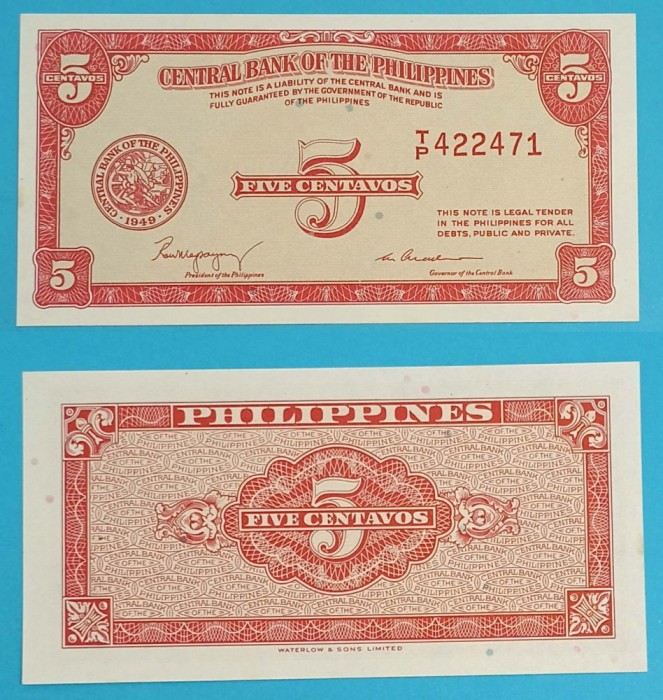 5 CENTAVOS
5 CENTAVOS
CENTRAL BANK OF THE PHILIPPINES
THIS NOTE IS A LIABILITY OF THE CENTRAL BANK AND IS
FULLY GUARANTEED BY THE GOVERNMENT OF THE REPUBLIC
OF THE PHILIPPINES
T/P 422471
CENTRAL BANK OF THE PHILIPPINES
· 1949 ·
5
FIVE CENTAVOS
THIS NOTE IS LEGAL TENDER
IN THE PHILIPPINES FOR ALL
DEBTS, PUBLIC AND PRIVATE.
President of the Philippines
Governor of the Central Bank
5
5
PHILIPPINES
CENTRAL BANK
OF THE
PHILIPPINES
5
FIVE CENTAVOS
WATERLOW & SONS LIMITED